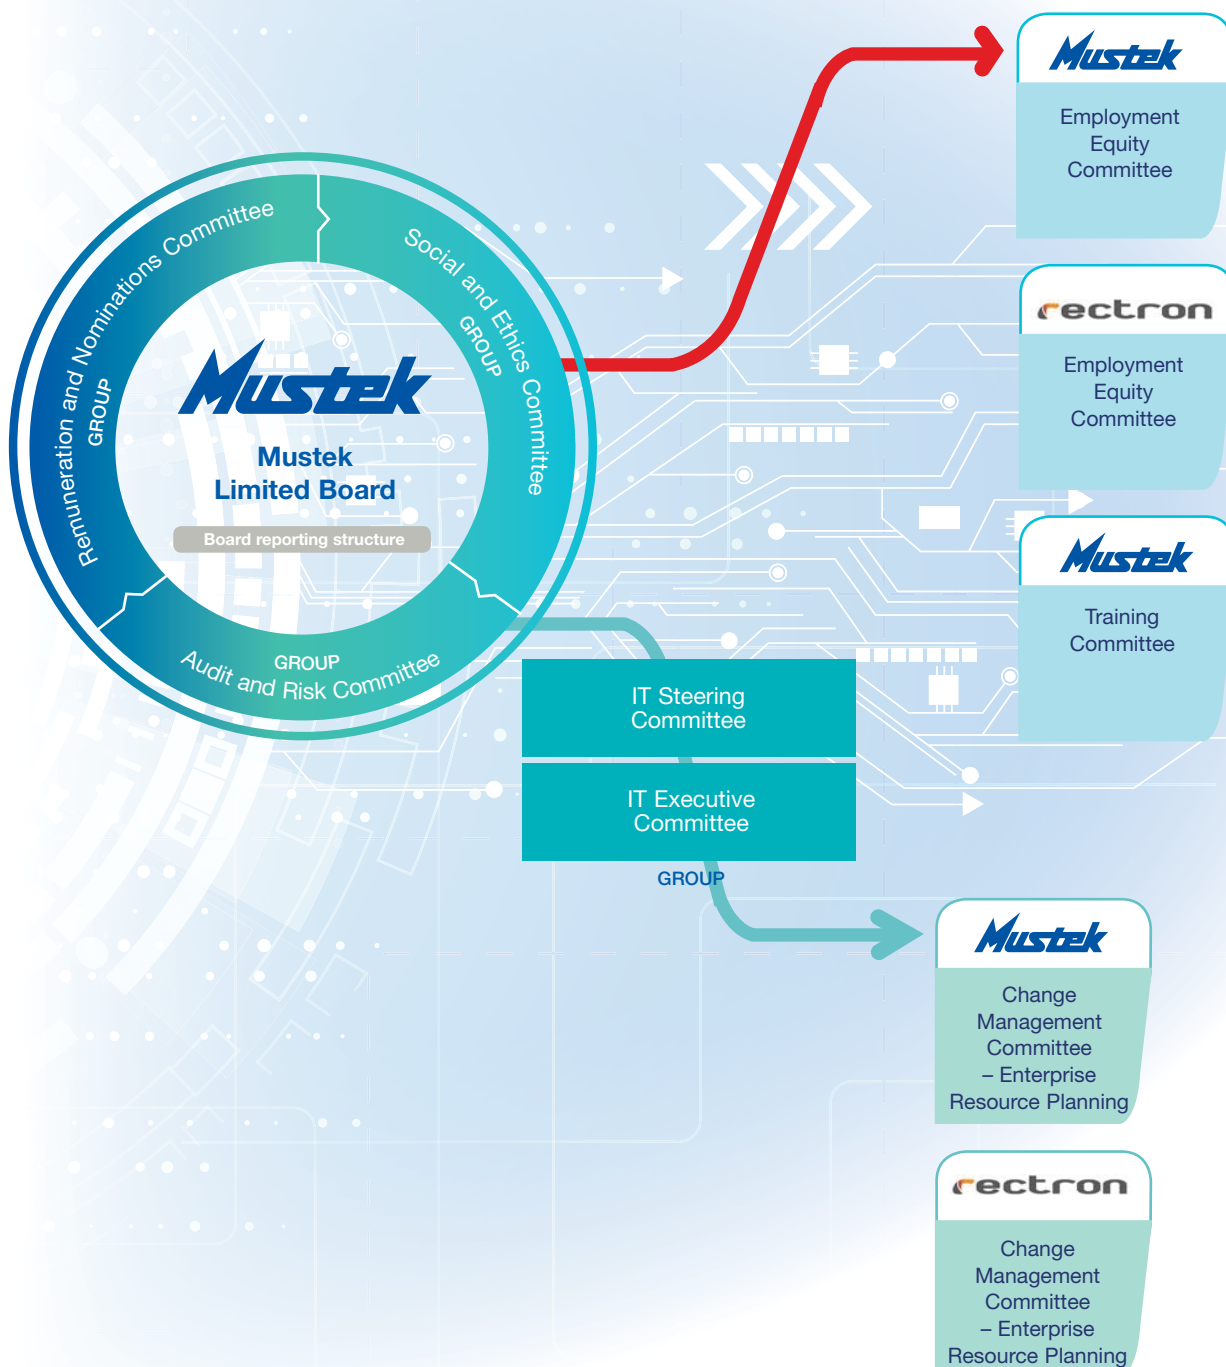 Remuneration and Nominations Committee
GROUP
Social and Ethics Committee
GROUP
Mustek
Mustek
Limited Board
Board reporting structure
GROUP
Audit and Risk Committee
IT Steering
Committee
IT Executive
Committee
GROUP
Mustek
Employment
Equity
Committee
rectron
Employment
Equity
Committee
Mustek
Training
Committee
Mustek
Change
Management
Committee
– Enterprise
Resource Planning
rectron
Change
Management
Committee
– Enterprise
Resource Planning